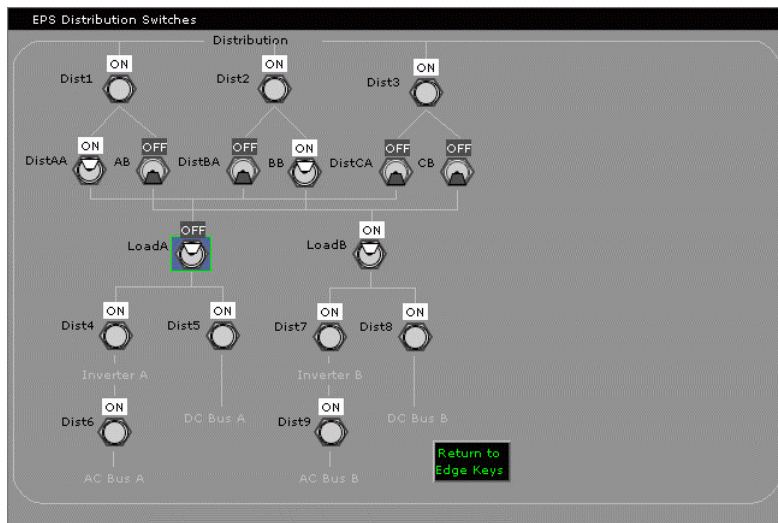 EPS Distribution Switches
Distribution
ON ON ON
Dist1 Dist2 Dist3
ON OFF OFF ON OFF OFF
DistAA AB DistBA BB DistCA CB
OFF ON
LoadA LoadB
ON ON ON ON
Dist4 Dist5 Dist7 Dist8
Inverter A Inverter B
ON ON
Dist6 DC Bus A Dist9 DC Bus B
Return to
Edge Keys
AC Bus A AC Bus B